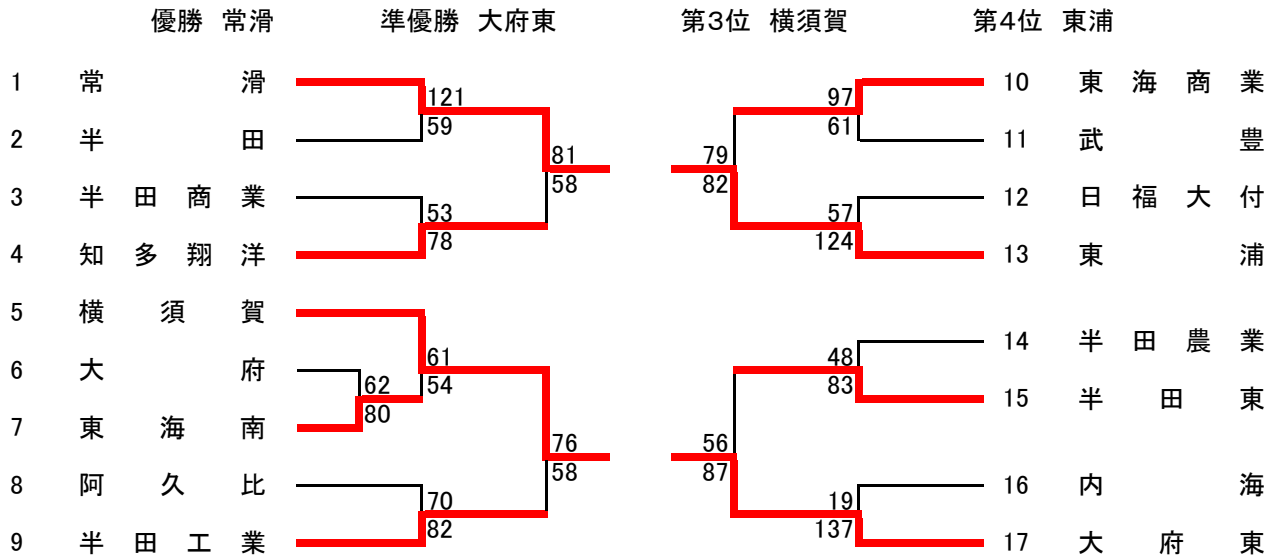 優勝 常滑 準優勝 大府東 第3位 横須賀 第4位 東浦
1 常滑 121 97 10 東海商業
2 半田 59 61 11 武豊
81 79
58 82
3 半田商業 53 57 12 日福大付
4 知多翔洋 78 124 13 東浦
5 横須賀
61 48 14 半田農業
6 大府 62 54 83 15 半田東
7 東海南 80
76 56
58 87
8 阿久比 70 19 16 内海
9 半田工業 82 137 17 大府東